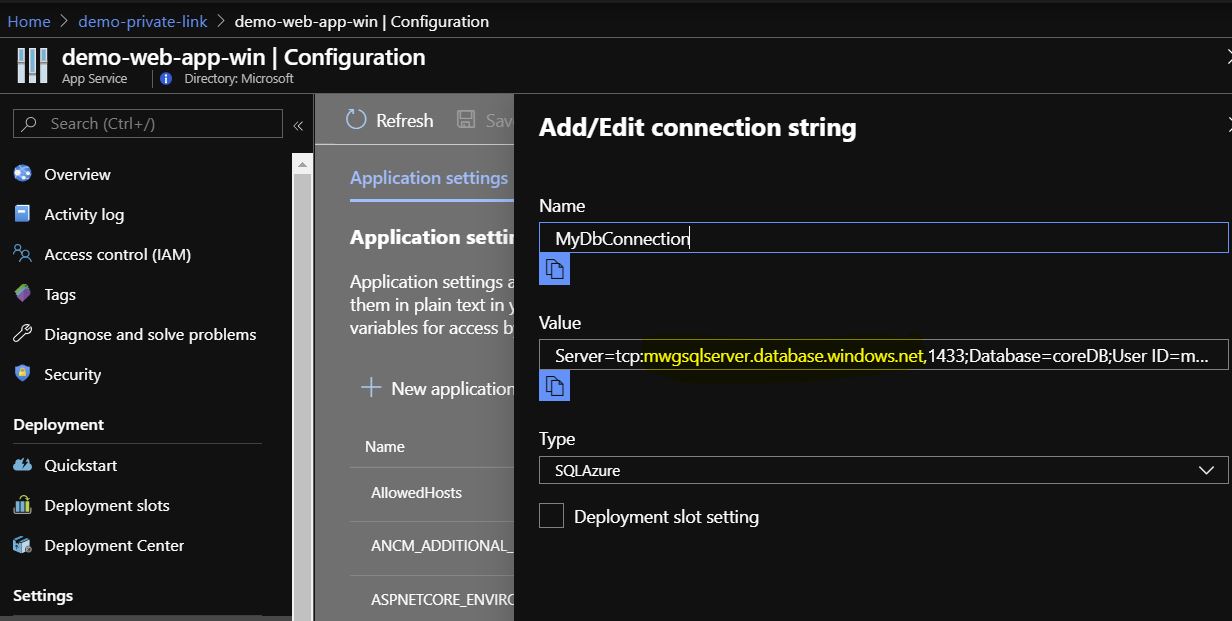 Home > demo-private-link > demo-web-app-win | Configuration
demo-web-app-win | Configuration
App Service
Directory: Microsoft
Search (Ctrl+/)
«
Overview
Activity log
Access control (IAM)
Tags
Diagnose and solve problems
Security
Deployment
Quickstart
Deployment slots
Deployment Center
Settings
Refresh
Sav
Application settings
Application settin
Application settings a
them in plain text in y
variables for access by
New application
Name
AllowedHosts
ANCM_ADDITIONAL_
ASPNETCORE_ENVIRO
Add/Edit connection string
Name
MyDbConnection
Value
Server=tcp:mwgsqlserver.database.windows.net,1433;Database=coreDB;User ID=m...
Type
SQLAzure
Deployment slot setting